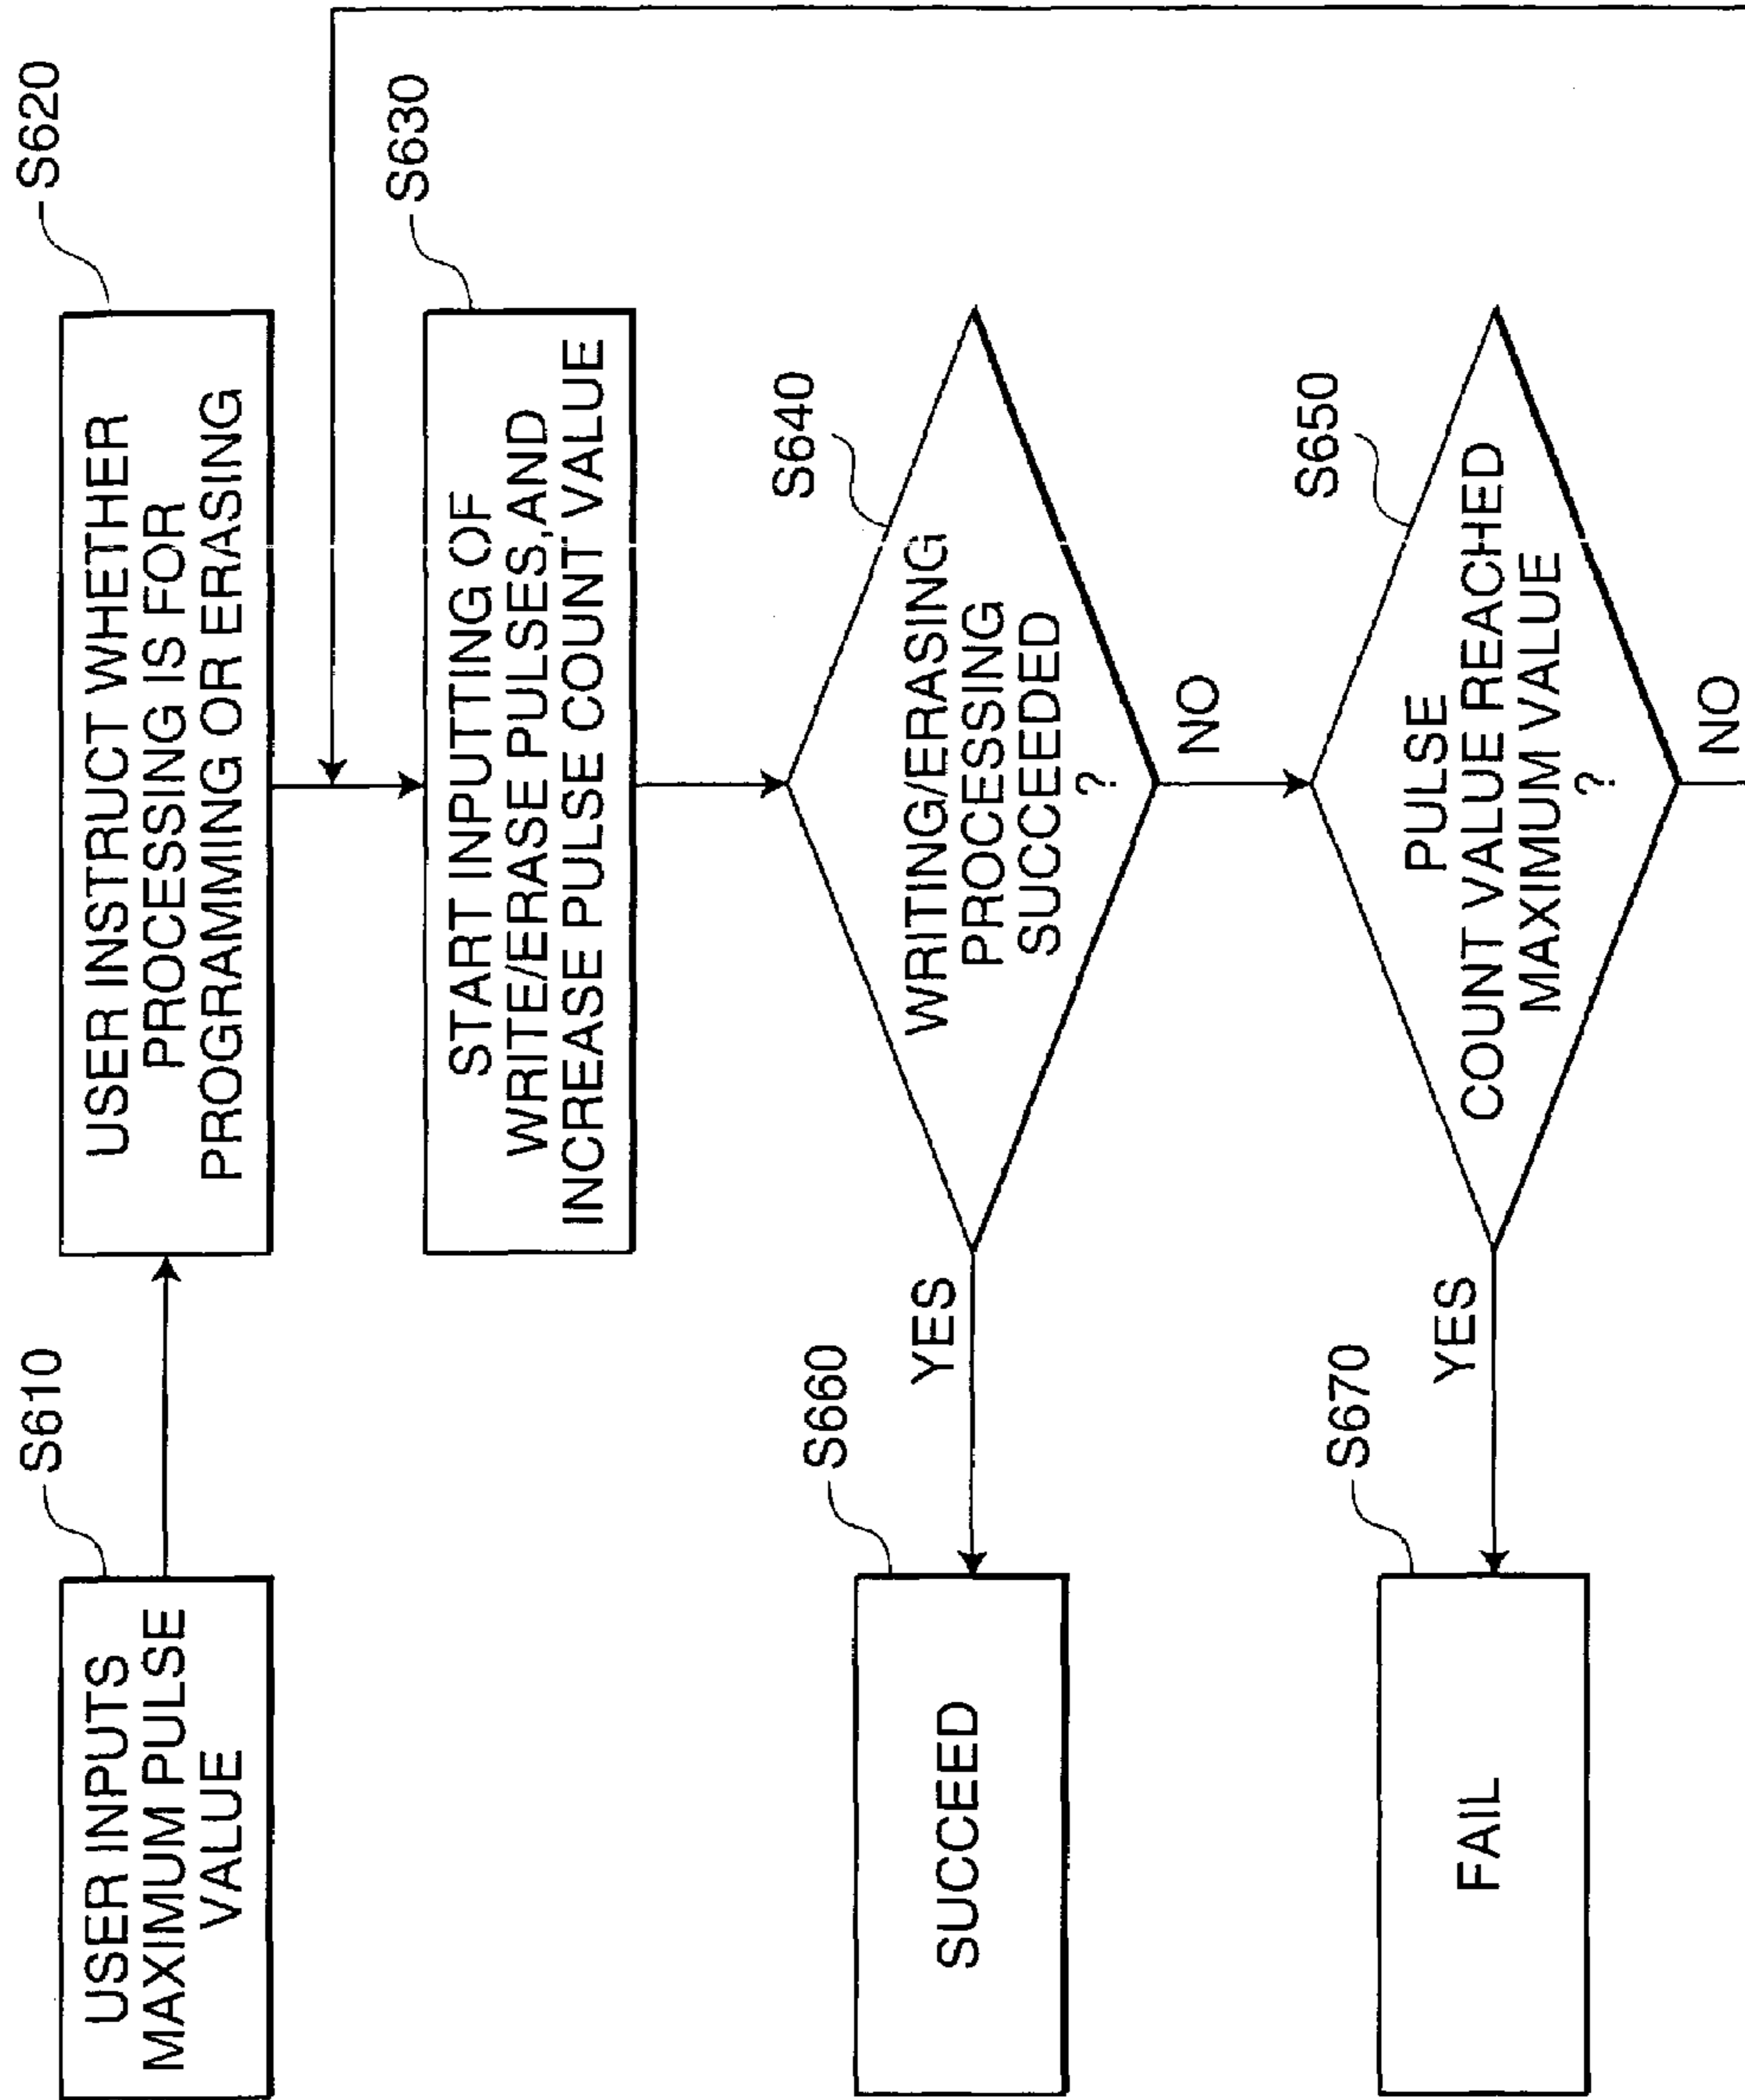 S610
USER INPUTS
MAXIMUM PULSE
VALUE
S620
USER INSTRUCT WHETHER
PROCESSING IS FOR
PROGRAMMING OR ERASING
S630
START INPUTTING OF
WRITE/ERASE PULSES,AND
INCREASE PULSE COUNT VALUE
S640
WRITING/ERASING
PROCESSING
SUCCEEDED
?
YES
NO
S660
SUCCEED
S650
PULSE
COUNT VALUE REACHED
MAXIMUM VALUE
?
YES
NO
S670
FAIL